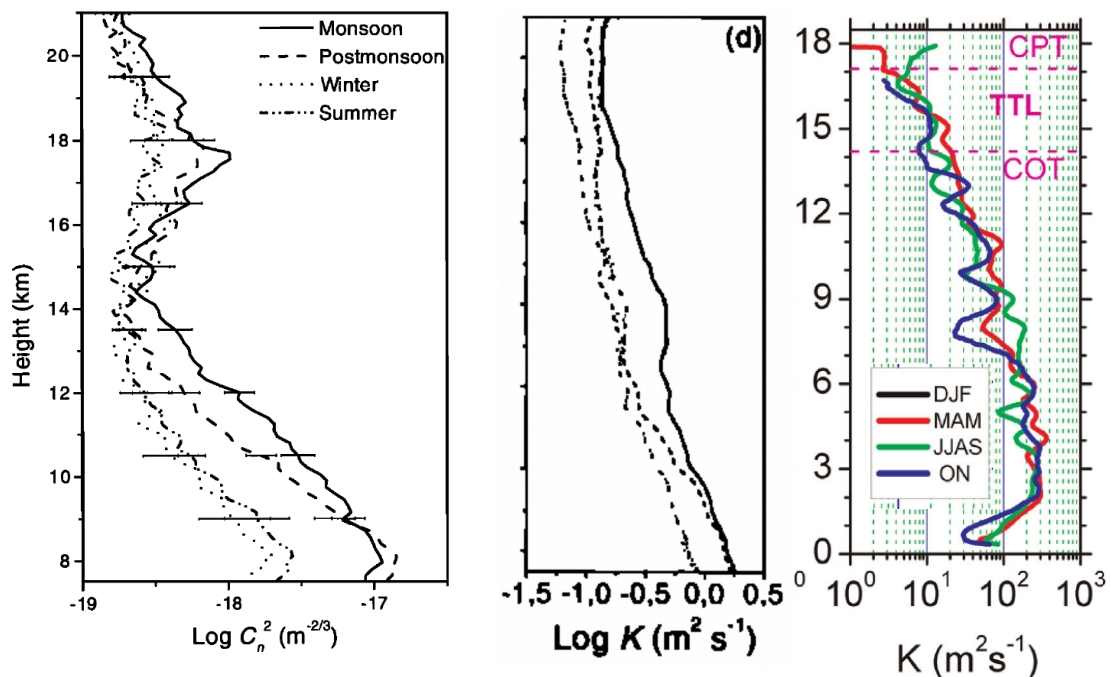 Monsoon
Postmonsoon
Winter
Summer
20
18
16
14
12
10
8
Height (km)
-19
-18
-17
Log Cₙ² (m⁻²/³)
(d)
-1,5
-1,0
-0,5
0,0
0,5
Log K (m² s⁻¹)
18
15
12
9
6
3
0
CPT
TTL
COT
DJF
MAM
JJAS
ON
0
10⁰
10¹
10²
10³
K (m²s⁻¹)